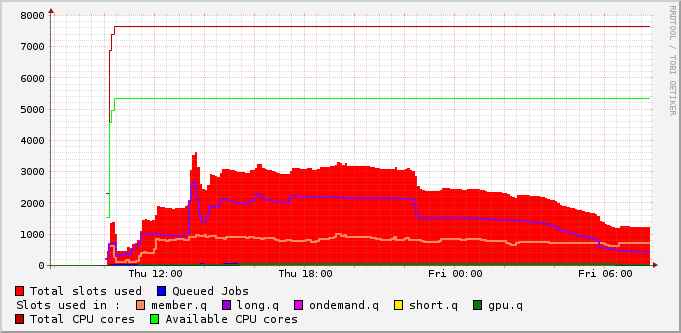 8000
7000
6000
5000
4000
3000
2000
1000
0
Thu 12:00 Thu 18:00 Fri 00:00 Fri 06:00
RRDTOOL / TOBI OETIKER
Total slots used Queued Jobs
Slots used in : member.q long.q ondemand.q short.q gpu.q
Total CPU cores Available CPU cores